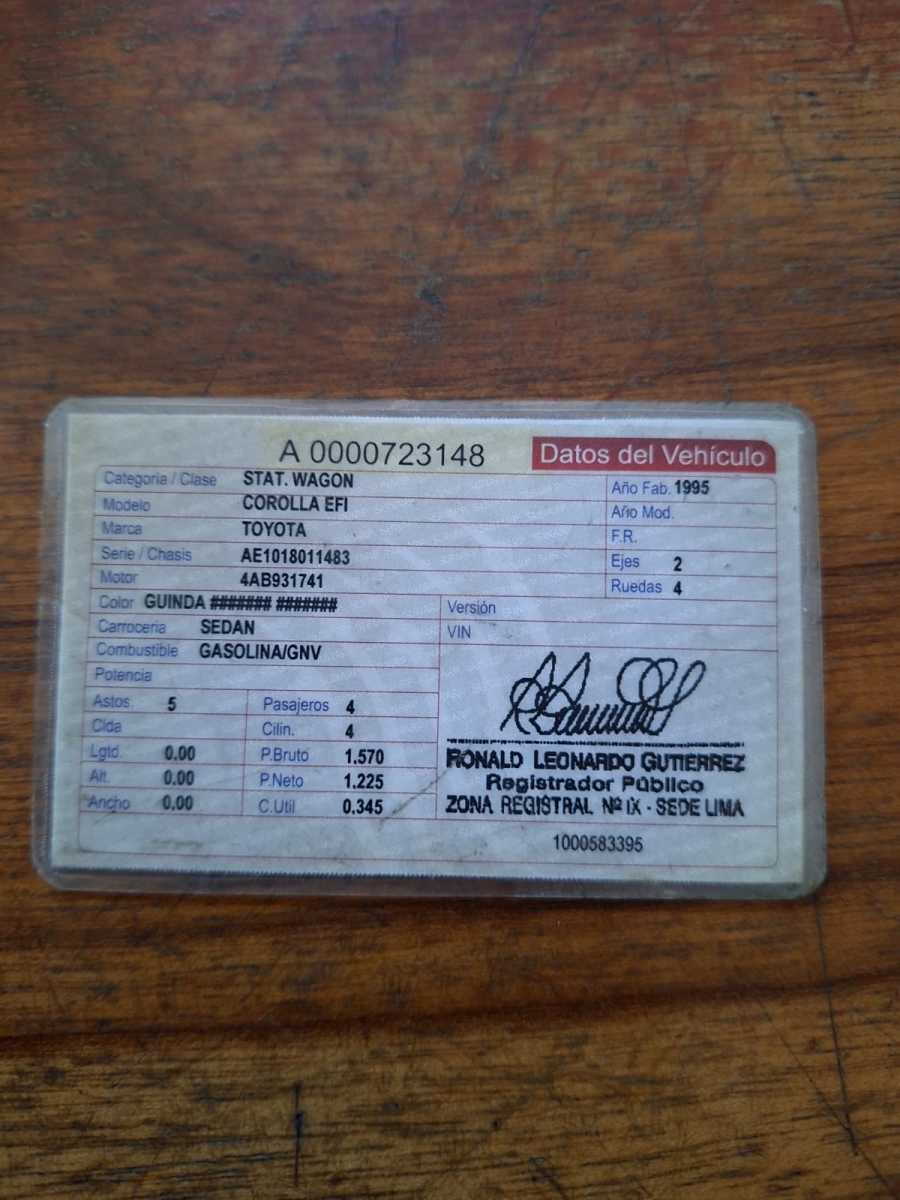 A 0000723148 Datos del Vehículo
Categoria / Clase STAT. WAGON
Año Fab. 1995
Modelo COROLLA EFI
Año Mod.
Marca TOYOTA
F.R.
Serie / Chasis AE1018011483
Ejes 2
Motor 4AB931741
Ruedas 4
Color GUINDA ####### #######
Versión
Carroceria SEDAN
VIN
Combustible GASOLINA/GNV
Potencia
Astos 5 Pasajeros 4
Clda Cilin. 4
Lgtd. 0.00 P.Bruto 1.570
Alt. 0.00 P.Neto 1.225
Ancho 0.00 C.Util 0.345
RONALD LEONARDO GUTIERREZ
Registrador Público
ZONA REGISTRAL Nº IX - SEDE LIMA
1000583395